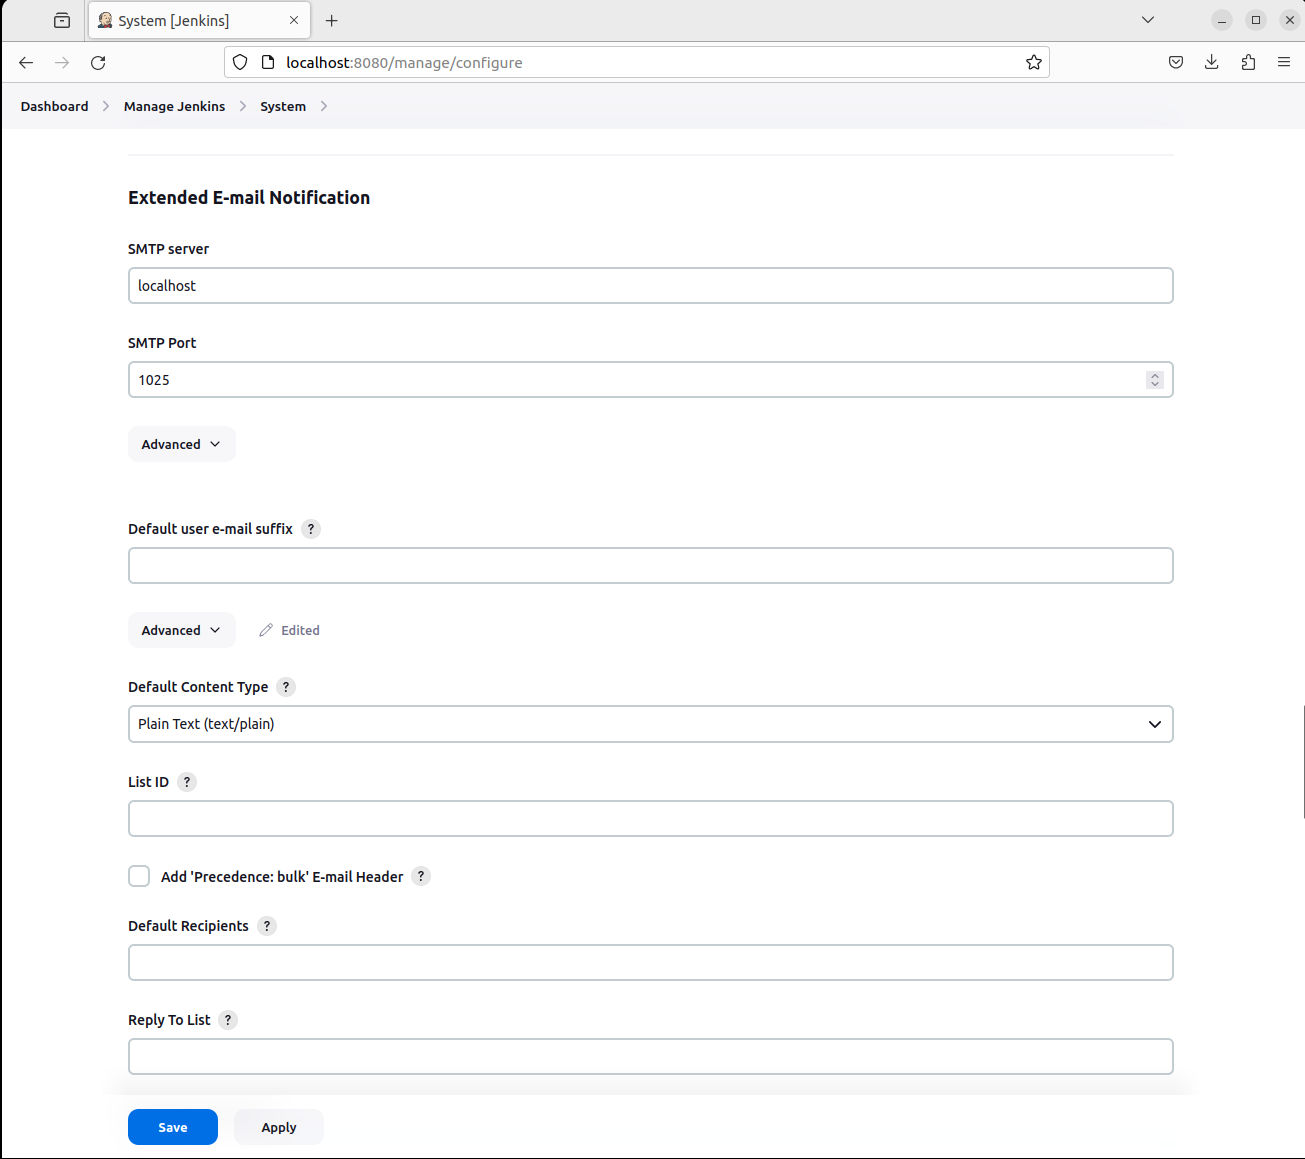 System [Jenkins]
localhost:8080/manage/configure
Dashboard Manage Jenkins System
Extended E-mail Notification
SMTP server
localhost
SMTP Port
1025
Advanced
Default user e-mail suffix ?
Advanced Edited
Default Content Type ?
Plain Text (text/plain)
List ID ?
Add 'Precedence: bulk' E-mail Header ?
Default Recipients ?
Reply To List ?
Save Apply